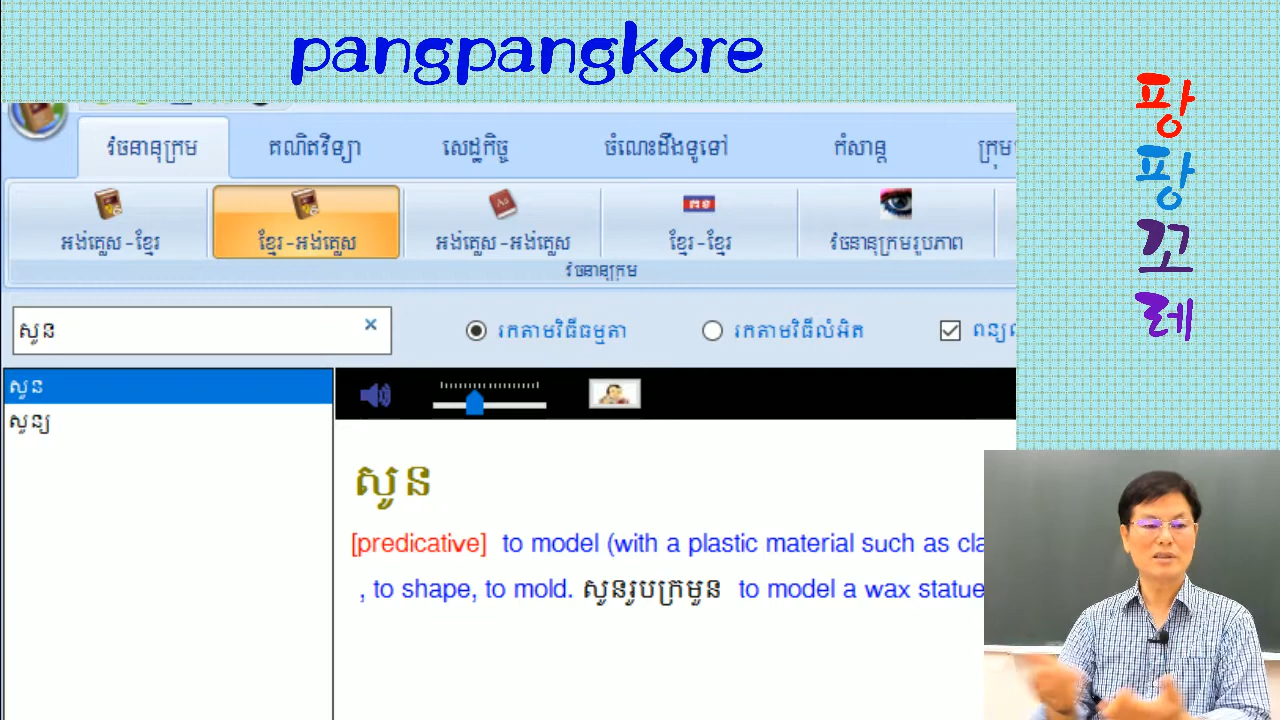 pangpangkore
팡
팡
꼬
레
វចនានុក្រម គណិតវិទ្យា សេដ្ឋកិច្ច ចំណេះដឹងទូទៅ កំសាន្ត
អង់គ្លេស-ខ្មែរ ខ្មែរ-អង់គ្លេស អង់គ្លេស-អង់គ្លេស ខ្មែរ-ខ្មែរ វចនានុក្រមរូបភាព
វចនានុក្រម
សូន រកតាមវិធីធម្មតា រកតាមវិធីលំអិត
សូន
សូន្យ
សូន
[predicative] to model (with a plastic material such as
, to shape, to mold. សូនរូបក្រមួន to model a wax statue